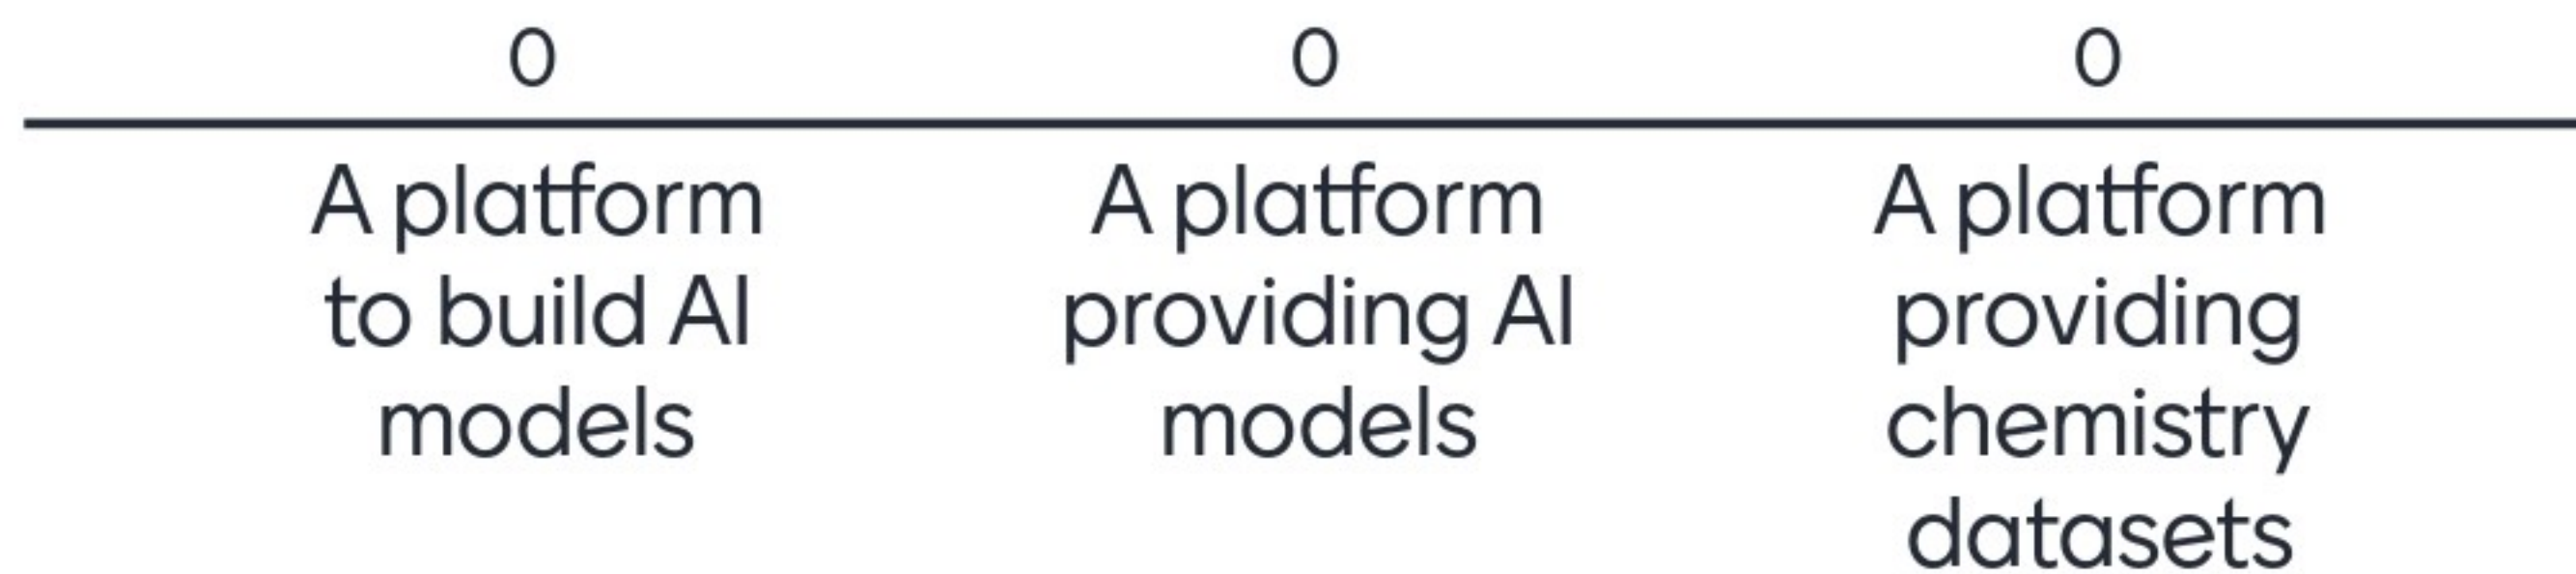 0 0 0
A platform to build AI models
A platform providing AI models
A platform providing chemistry datasets